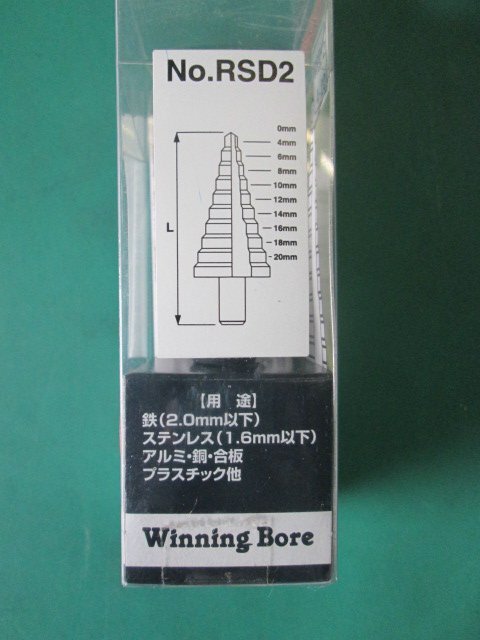 No.RSD2
0mm
4mm
6mm
8mm
10mm
12mm
14mm
L
16mm
18mm
20mm
【用 途】
鉄(2.0mm以下)
ステンレス(1.6mm以下)
アルミ・銅・合板
プラスチック他
Winning Bore